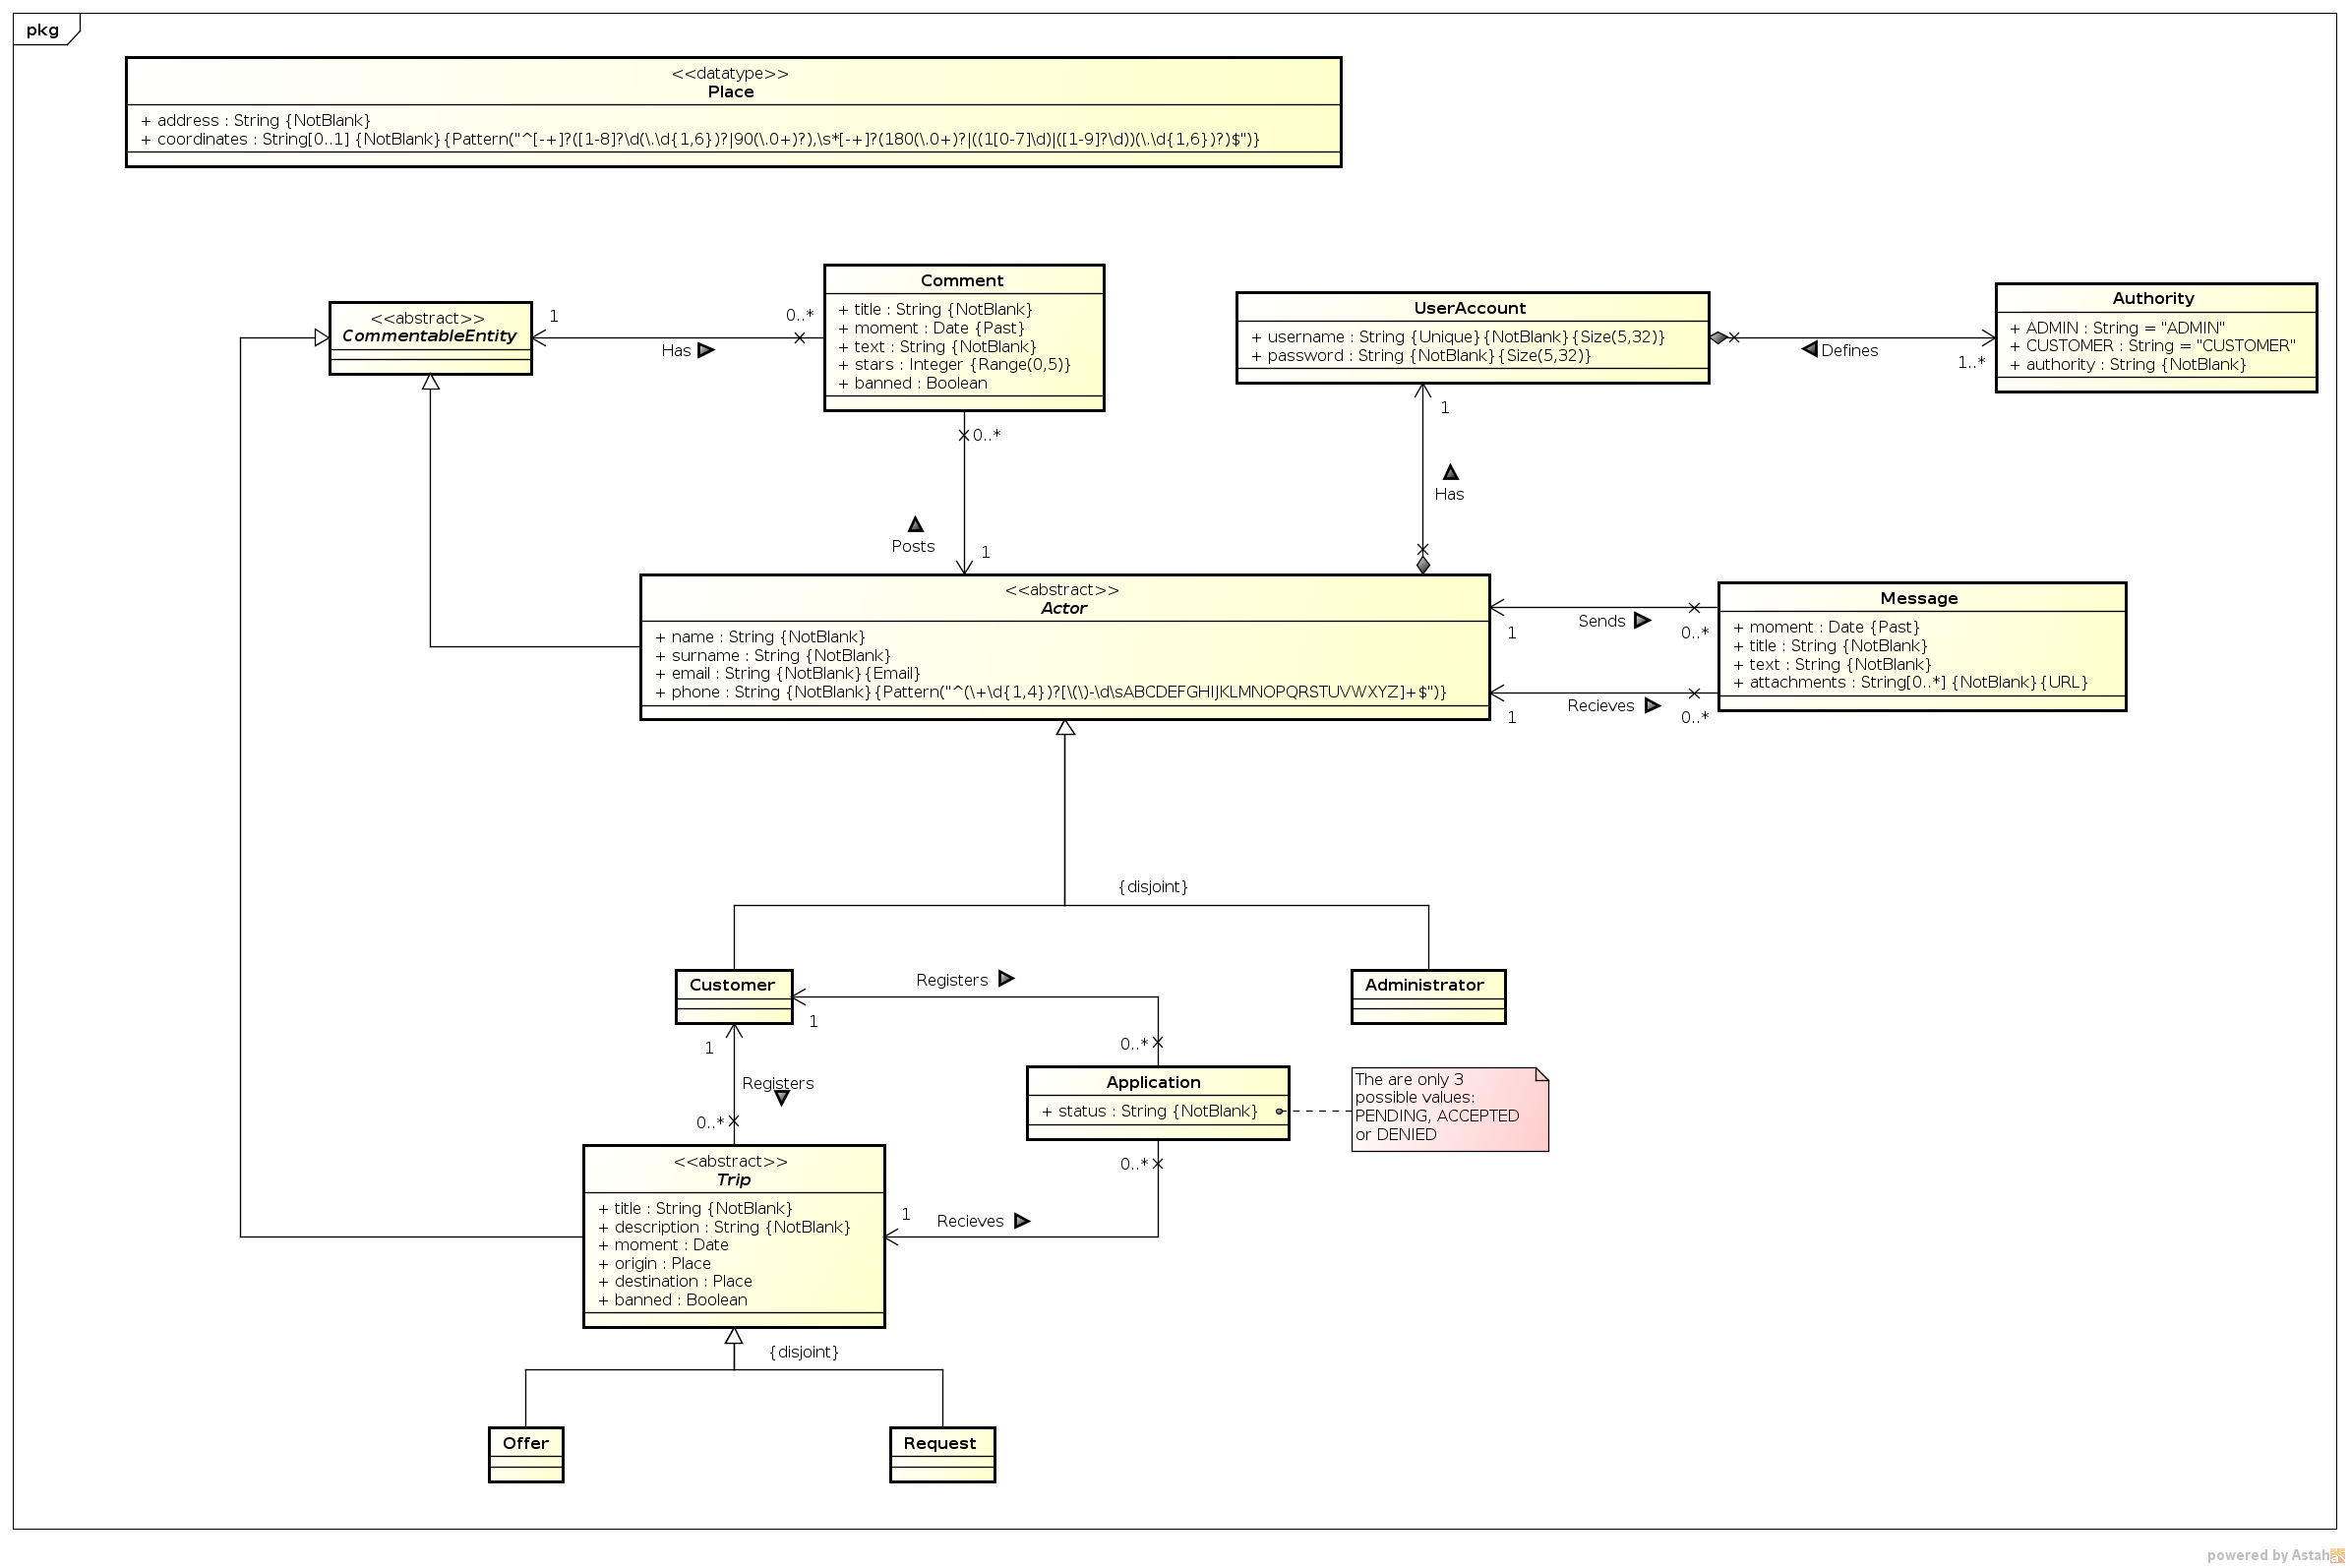 pkg
<<datatype>>
Place
+ address : String {NotBlank}
+ coordinates : String[0..1] {NotBlank}{Pattern("^[-+]?([1-8]?\d(\.\d{1,6})?|90(\.0+)?),\s*[-+]?(180(\.0+)?|((1[0-7]\d)|([1-9]?\d))(\.\d{1,6})?)$")}
<<abstract>>
CommentableEntity
1
0..*
Has
Comment
+ title : String {NotBlank}
+ moment : Date {Past}
+ text : String {NotBlank}
+ stars : Integer {Range(0,5)}
+ banned : Boolean
UserAccount
+ username : String {Unique}{NotBlank}{Size(5,32)}
+ password : String {NotBlank}{Size(5,32)}
Defines
1..*
Authority
+ ADMIN : String = "ADMIN"
+ CUSTOMER : String = "CUSTOMER"
+ authority : String {NotBlank}
0..*
Posts
1
1
Has
<<abstract>>
Actor
+ name : String {NotBlank}
+ surname : String {NotBlank}
+ email : String {NotBlank}{Email}
+ phone : String {NotBlank}{Pattern("^(\+\d{1,4})?[\(\)-\d\sABCDEFGHIJKLMNOPQRSTUVWXYZ]+$")}
Sends
1
0..*
Recieves
1
0..*
Message
+ moment : Date {Past}
+ title : String {NotBlank}
+ text : String {NotBlank}
+ attachments : String[0..*] {NotBlank}{URL}
{disjoint}
Customer
Registers
1
0..*
Administrator
1
Registers
0..*
Application
+ status : String {NotBlank}
The are only 3
possible values:
PENDING, ACCEPTED
or DENIED
0..*
1
Recieves
<<abstract>>
Trip
+ title : String {NotBlank}
+ description : String {NotBlank}
+ moment : Date
+ origin : Place
+ destination : Place
+ banned : Boolean
{disjoint}
Offer
Request
powered by Astah